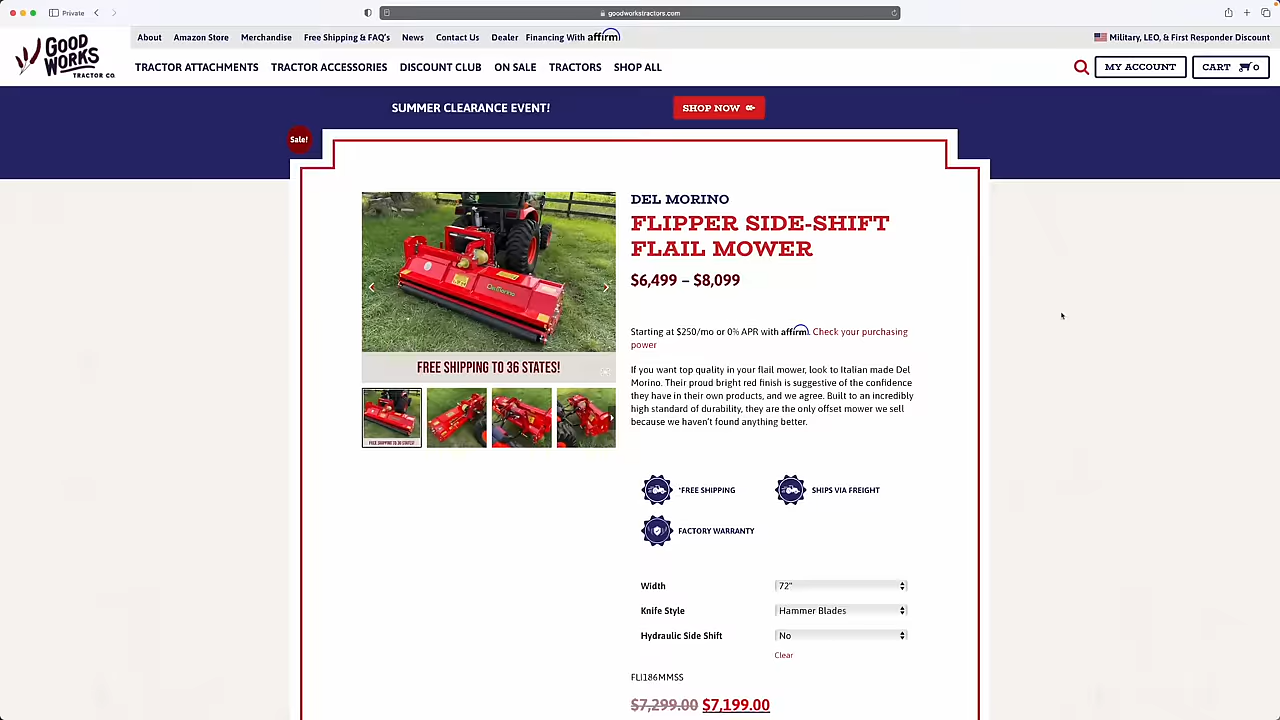 Private
goodworkstractors.com
GOOD WORKS TRACTOR CO.
About Amazon Store Merchandise Free Shipping & FAQ's News Contact Us Dealer Financing With affirm
Military, LEO, & First Responder Discount
TRACTOR ATTACHMENTS TRACTOR ACCESSORIES DISCOUNT CLUB ON SALE TRACTORS SHOP ALL
MY ACCOUNT
CART 0
SUMMER CLEARANCE EVENT!
SHOP NOW
Sale!
DEL MORINO
FLIPPER SIDE-SHIFT
FLAIL MOWER
$6,499 – $8,099
Starting at $250/mo or 0% APR with affirm. Check your purchasing
power
If you want top quality in your flail mower, look to Italian made Del
Morino. Their proud bright red finish is suggestive of the confidence
they have in their own products, and we agree. Built to an incredibly
high standard of durability, they are the only offset mower we sell
because we haven't found anything better.
Del Morino
FREE SHIPPING TO 36 STATES!
FREE SHIPPING TO 36 STATES!
*FREE SHIPPING
SHIPS VIA FREIGHT
FACTORY WARRANTY
Width 72"
Knife Style Hammer Blades
Hydraulic Side Shift No
Clear
FLI186MMSS
$7,299.00 $7,199.00